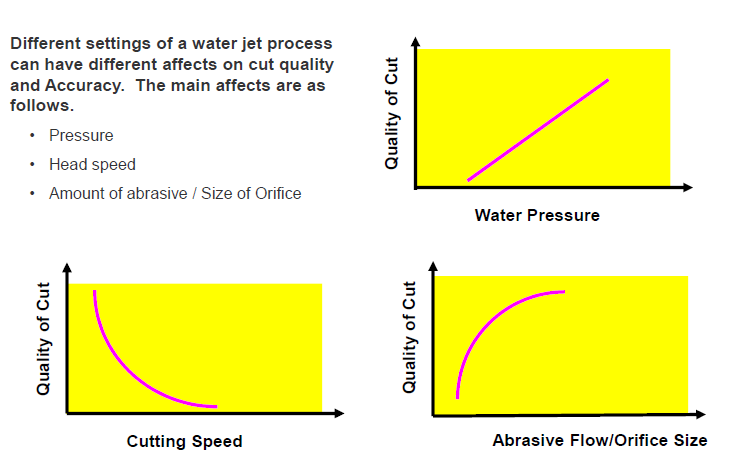 Different settings of a water jet process
can have different affects on cut quality
and Accuracy. The main affects are as
follows.
• Pressure
• Head speed
• Amount of abrasive / Size of Orifice
Quality of Cut
Water Pressure
Quality of Cut
Cutting Speed
Quality of Cut
Abrasive Flow/Orifice Size